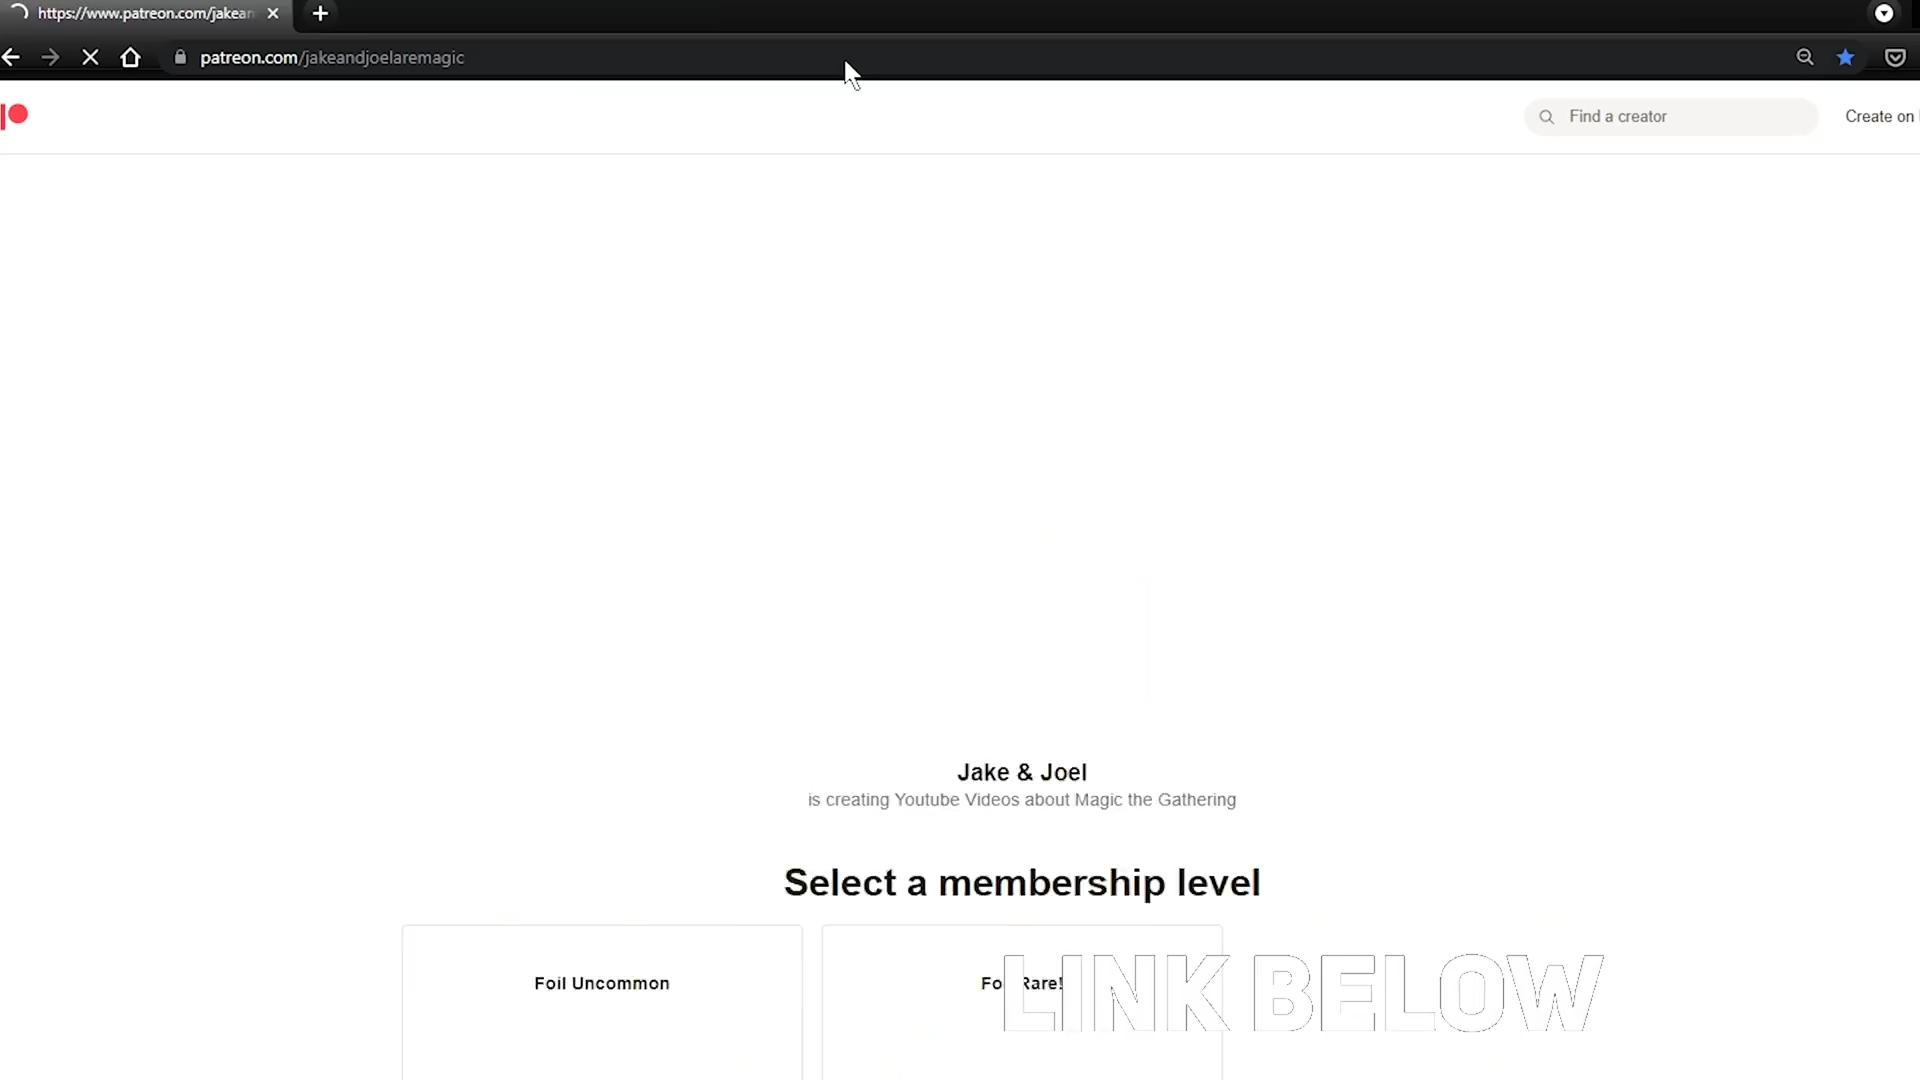 https://www.patreon.com/jakean
patreon.com/jakeandjoelaremagic
Find a creator
Create on
Jake & Joel
is creating Youtube Videos about Magic the Gathering
Select a membership level
Foil Uncommon
Foil Rare!
LINK BELOW